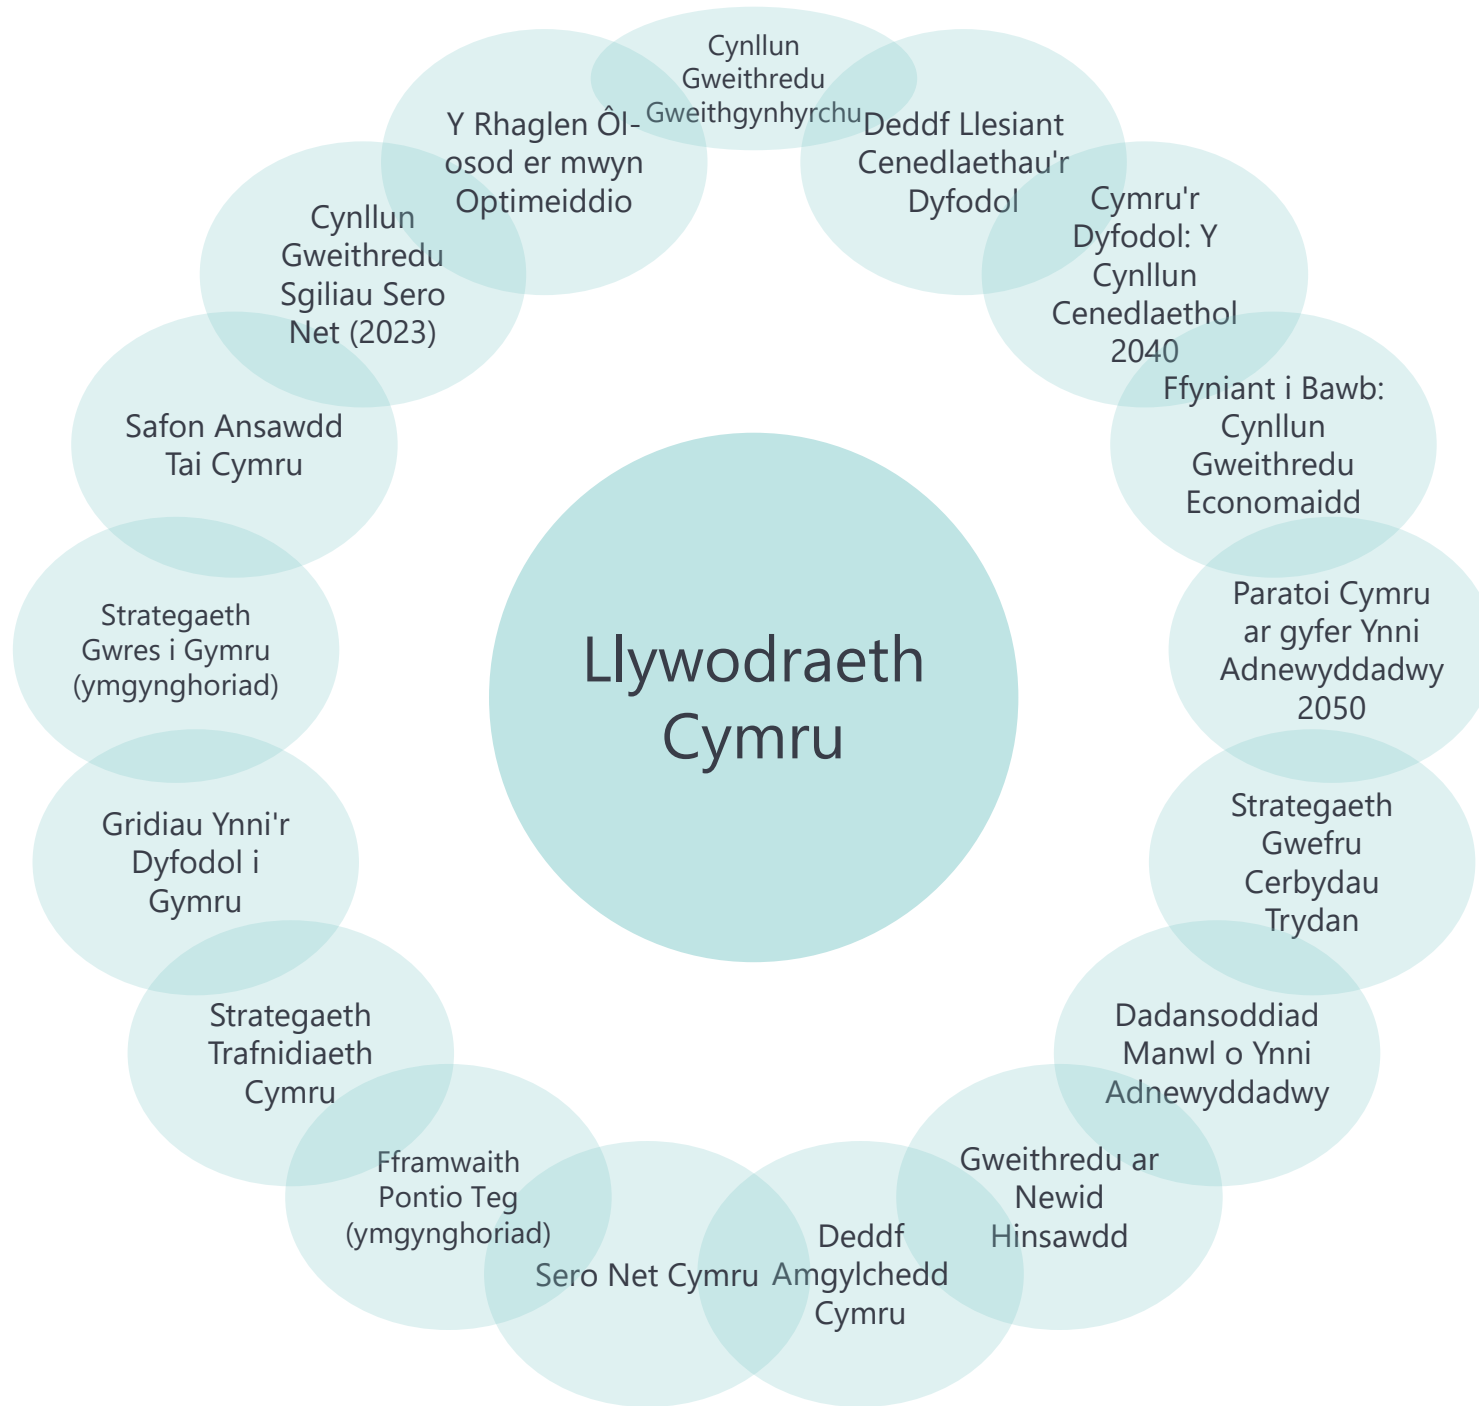 Cynllun
Gweithredu
Gweithgynhyrchu
Deddf Llesiant
Cenedlaethau'r
Dyfodol
Cymru'r
Dyfodol: Y
Cynllun
Cenedlaethol
2040
Ffyniant i Bawb:
Cynllun
Gweithredu
Economaidd
Paratoi Cymru
ar gyfer Ynni
Adnewyddadwy
2050
Strategaeth
Gwefru
Cerbydau
Trydan
Dadansoddiad
Manwl o Ynni
Adnewyddadwy
Gweithredu ar
Newid
Hinsawdd
Deddf
Amgylchedd
Cymru
Sero Net Cymru
Fframwaith
Pontio Teg
(ymgynghoriad)
Strategaeth
Trafnidiaeth
Cymru
Gridiau Ynni'r
Dyfodol i
Gymru
Strategaeth
Gwres i Gymru
(ymgynghoriad)
Safon Ansawdd
Tai Cymru
Cynllun
Gweithredu
Sgiliau Sero
Net (2023)
Y Rhaglen Ôl-
osod er mwyn
Optimeiddio
Llywodraeth
Cymru